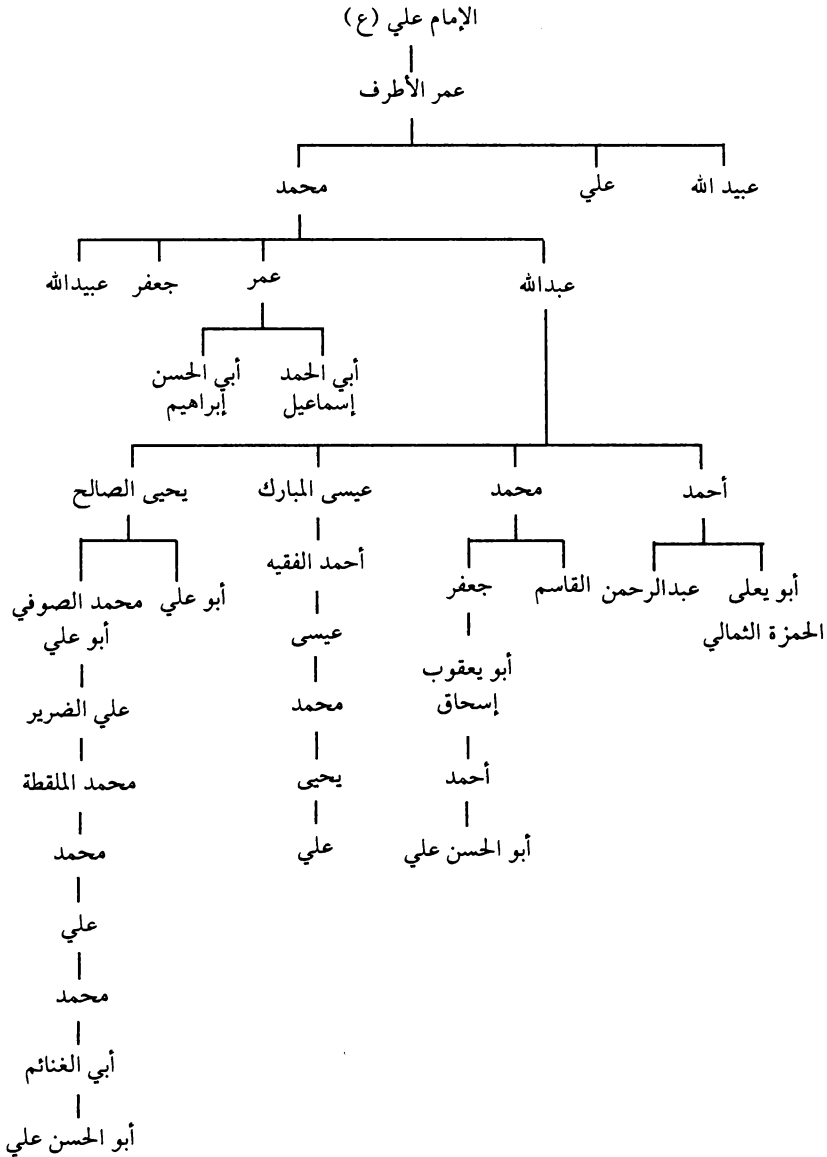 الإمام علي (ع)
عمر الأطرف
عبيد الله
علي
محمد
عبدالله
عمر
جعفر
عبيدالله
أبي الحمد
إسماعيل
أبي الحسن
إبراهيم
أحمد
محمد
عيسى المبارك
يحيى الصالح
أبو يعلى
الحمزة الثمالي
عبدالرحمن
القاسم
جعفر
أبو يعقوب
إسحاق
أحمد
أبو الحسن علي
أحمد الفقيه
عيسى
محمد
يحيى
علي
أبو علي
محمد الصوفي
أبو علي
علي الضرير
محمد الملقطة
محمد
علي
محمد
أبي الغنائم
أبو الحسن علي